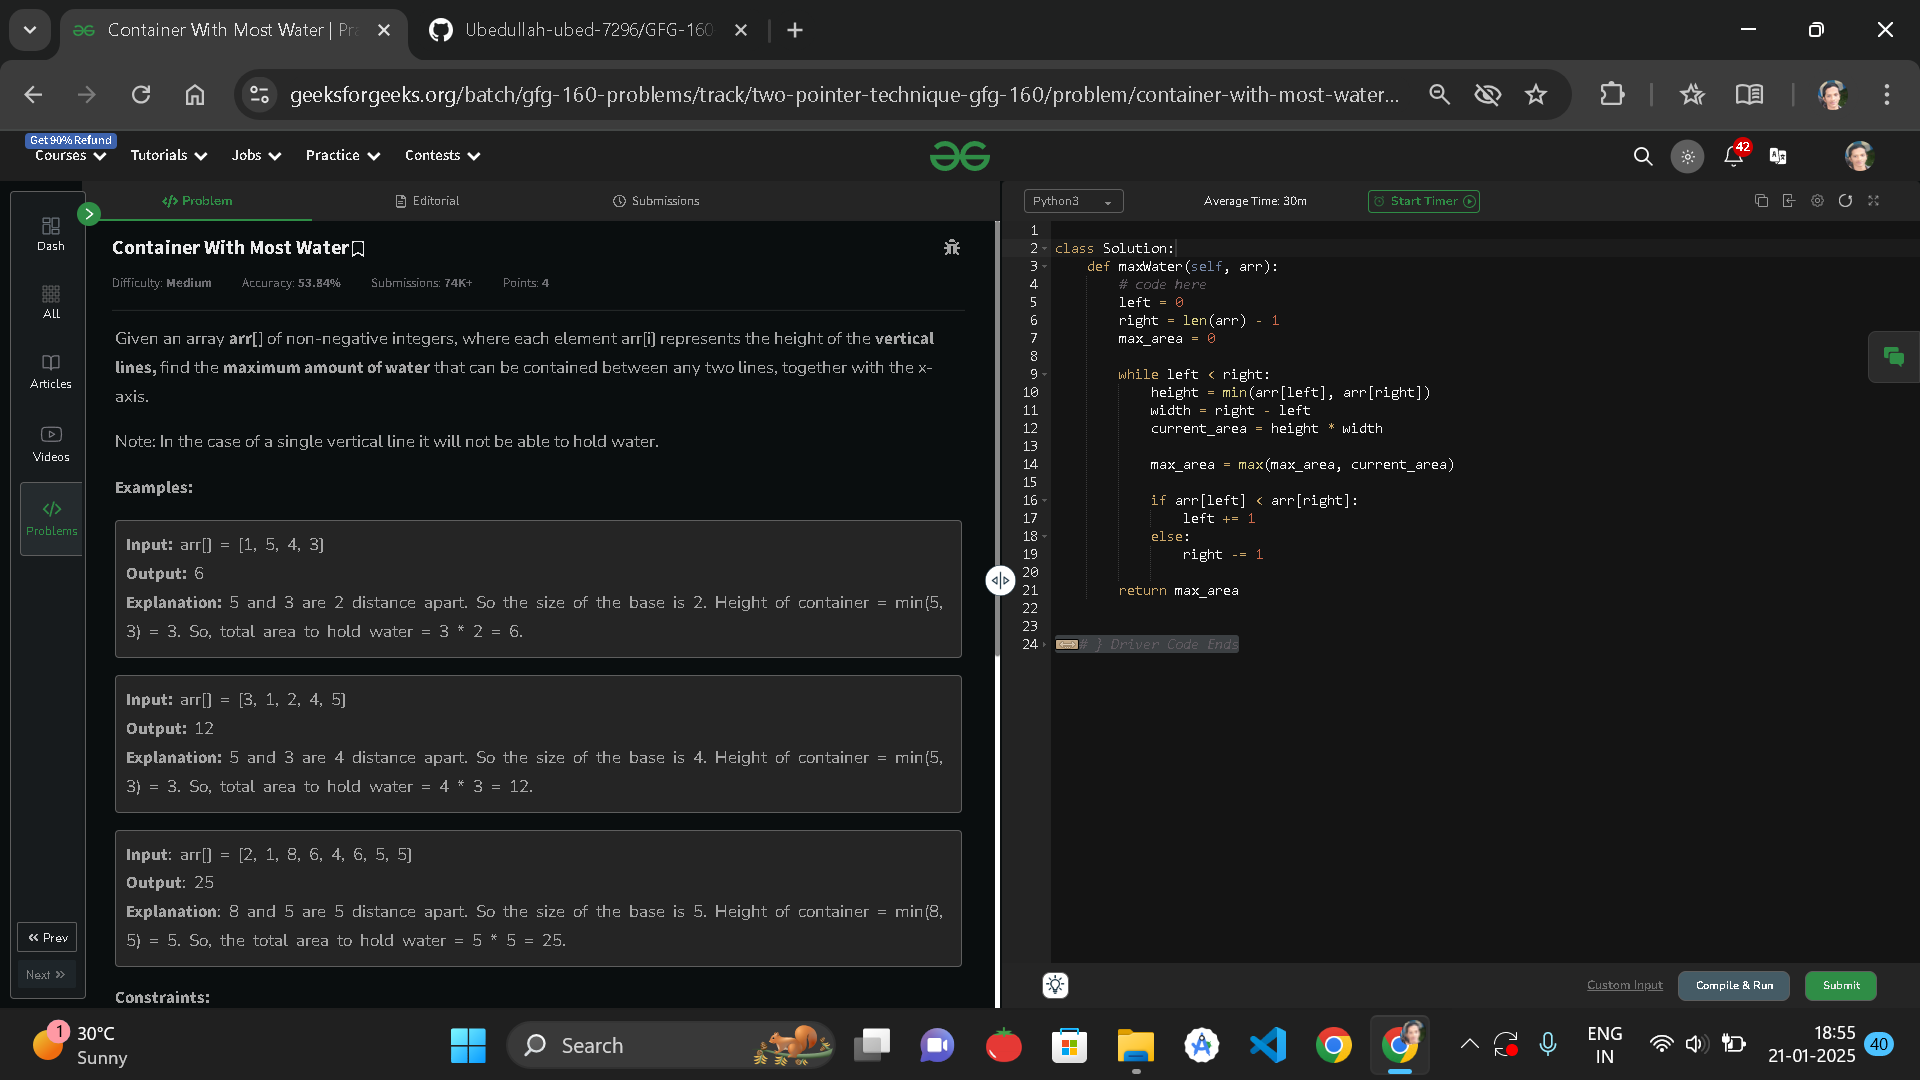 Container With Most Water | Pra
Ubedullah-ubed-7296/GFG-160
geeksforgeeks.org/batch/gfg-160-problems/track/two-pointer-technique-gfg-160/problem/container-with-most-water...
Get 90% Refund
Courses Tutorials Jobs Practice Contests
42
Problem Editorial Submissions
Python3 Average Time: 30m Start Timer
Dash
All
Articles
Videos
Problems
Prev
Next
Container With Most Water
Difficulty: Medium Accuracy: 53.84% Submissions: 74K+ Points: 4
Given an array arr[] of non-negative integers, where each element arr[i] represents the height of the vertical
lines, find the maximum amount of water that can be contained between any two lines, together with the x-
axis.
Note: In the case of a single vertical line it will not be able to hold water.
Examples:
Input: arr[] = [1, 5, 4, 3]
Output: 6
Explanation: 5 and 3 are 2 distance apart. So the size of the base is 2. Height of container = min(5,
3) = 3. So, total area to hold water = 3 * 2 = 6.
Input: arr[] = [3, 1, 2, 4, 5]
Output: 12
Explanation: 5 and 3 are 4 distance apart. So the size of the base is 4. Height of container = min(5,
3) = 3. So, total area to hold water = 4 * 3 = 12.
Input: arr[] = [2, 1, 8, 6, 4, 6, 5, 5]
Output: 25
Explanation: 8 and 5 are 5 distance apart. So the size of the base is 5. Height of container = min(8,
5) = 5. So, the total area to hold water = 5 * 5 = 25.
Constraints:
1
2 class Solution:
3 def maxWater(self, arr):
4 # code here
5 left = 0
6 right = len(arr) - 1
7 max_area = 0
8
9 while left < right:
10 height = min(arr[left], arr[right])
11 width = right - left
12 current_area = height * width
13
14 max_area = max(max_area, current_area)
15
16 if arr[left] < arr[right]:
17 left += 1
18 else:
19 right -= 1
20
21 return max_area
22
23
24 # } Driver Code Ends
Custom Input Compile & Run Submit
1
30°C
Sunny
Search
ENG
IN
18:55
21-01-2025
40